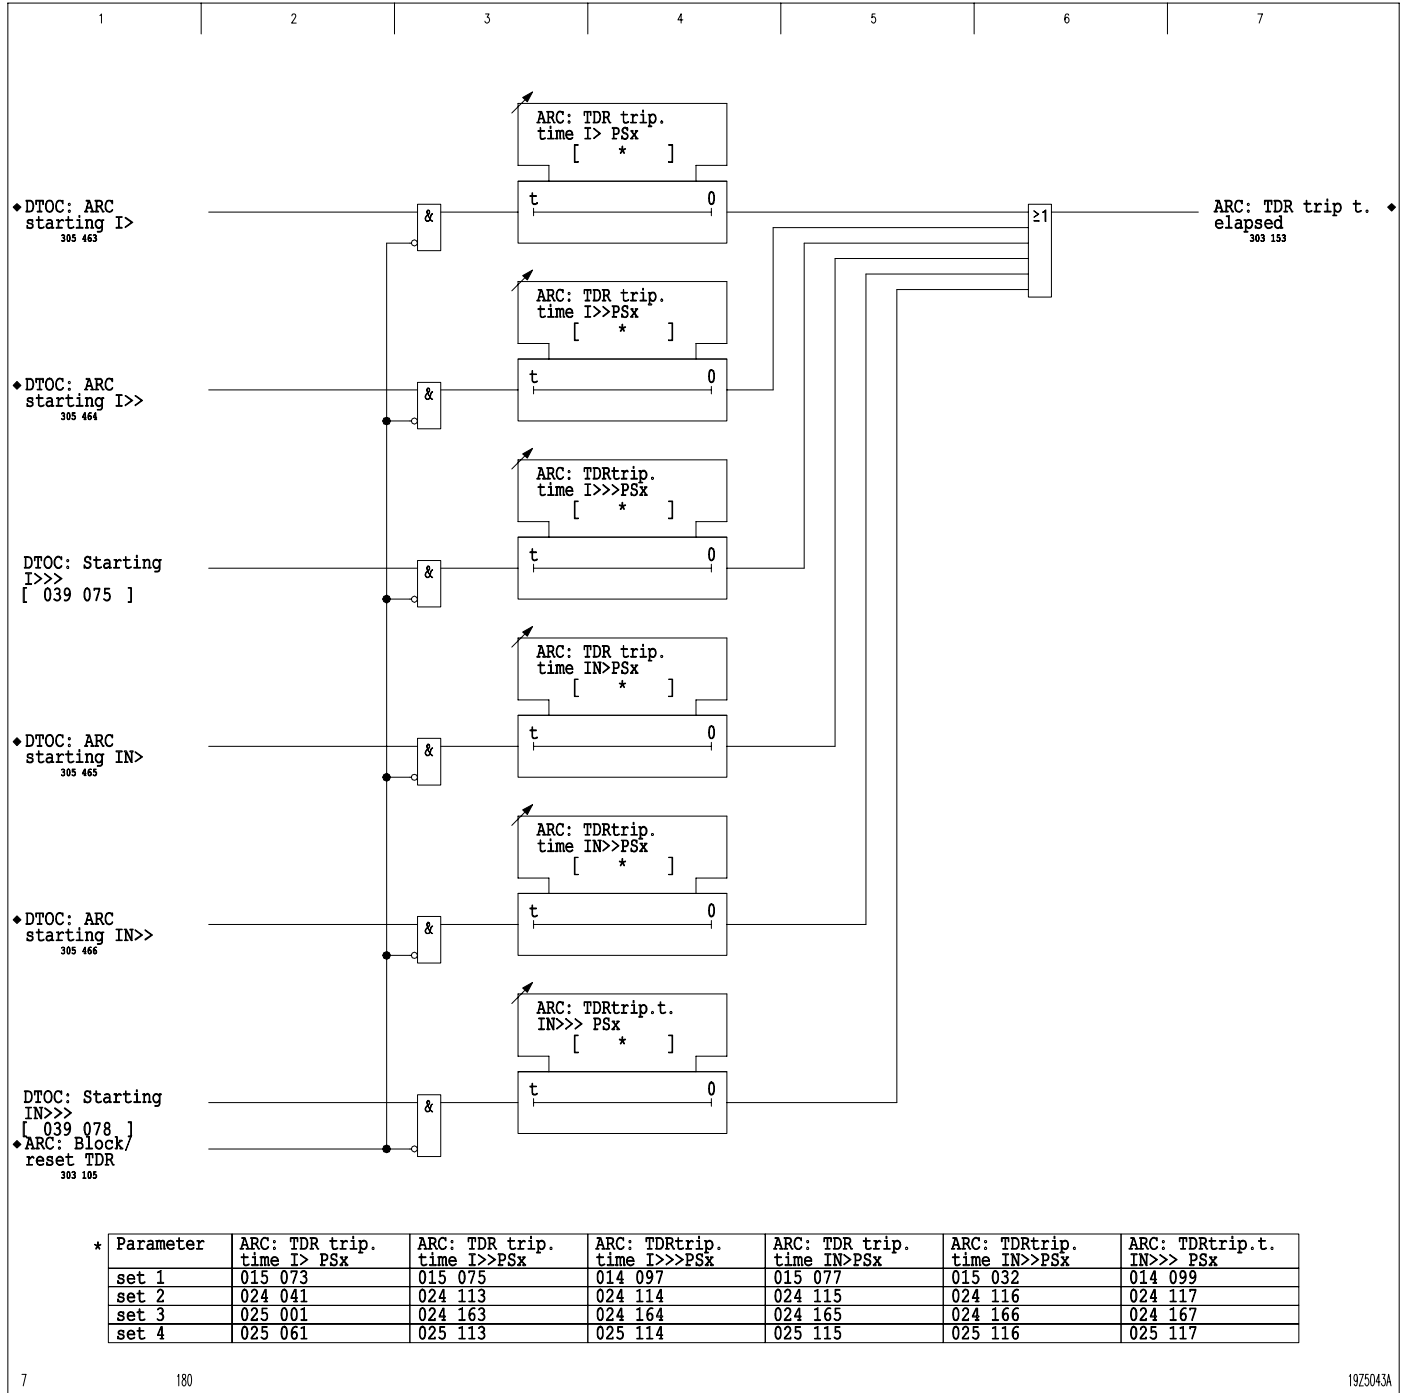 1 2 3 4 5 6 7
ARC: TDR trip.
time I> PSx
[ * ]
◆DTOC: ARC
starting I>
305 463
&
t 0
≥1
ARC: TDR trip t. ◆
elapsed
303 153
ARC: TDR trip.
time I>>PSx
[ * ]
◆DTOC: ARC
starting I>>
305 464
&
t 0
ARC: TDRtrip.
time I>>>PSx
[ * ]
DTOC: Starting
I>>>
[ 039 075 ]
&
t 0
ARC: TDR trip.
time IN>PSx
[ * ]
◆DTOC: ARC
starting IN>
305 465
&
t 0
ARC: TDRtrip.
time IN>>PSx
[ * ]
◆DTOC: ARC
starting IN>>
305 466
&
t 0
ARC: TDRtrip.t.
IN>>> PSx
[ * ]
DTOC: Starting
IN>>>
[ 039 078 ]
&
t 0
◆ARC: Block/
reset TDR
303 105
* Parameter ARC: TDR trip. time I> PSx ARC: TDR trip. time I>>PSx ARC: TDRtrip. time I>>>PSx ARC: TDR trip. time IN>PSx ARC: TDRtrip. time IN>>PSx ARC: TDRtrip.t. IN>>> PSx
set 1 015 073 015 075 014 097 015 077 015 032 014 099
set 2 024 041 024 113 024 114 024 115 024 116 024 117
set 3 025 001 024 163 024 164 024 165 024 166 024 167
set 4 025 061 025 113 025 114 025 115 025 116 025 117
7 180 19Z5043A